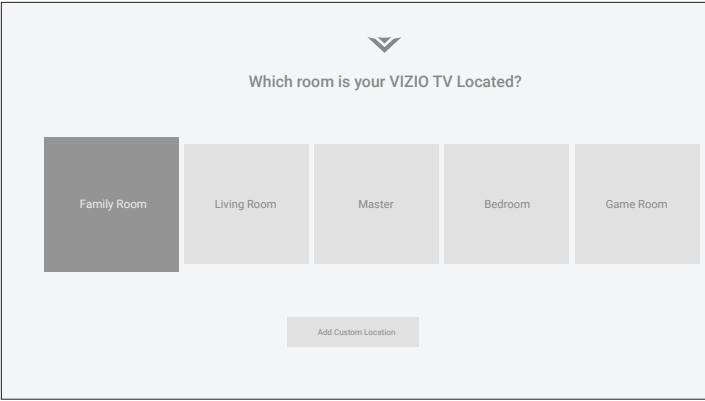 Which room is your VIZIO TV Located?
Family Room
Living Room
Master
Bedroom
Game Room
Add Custom Location